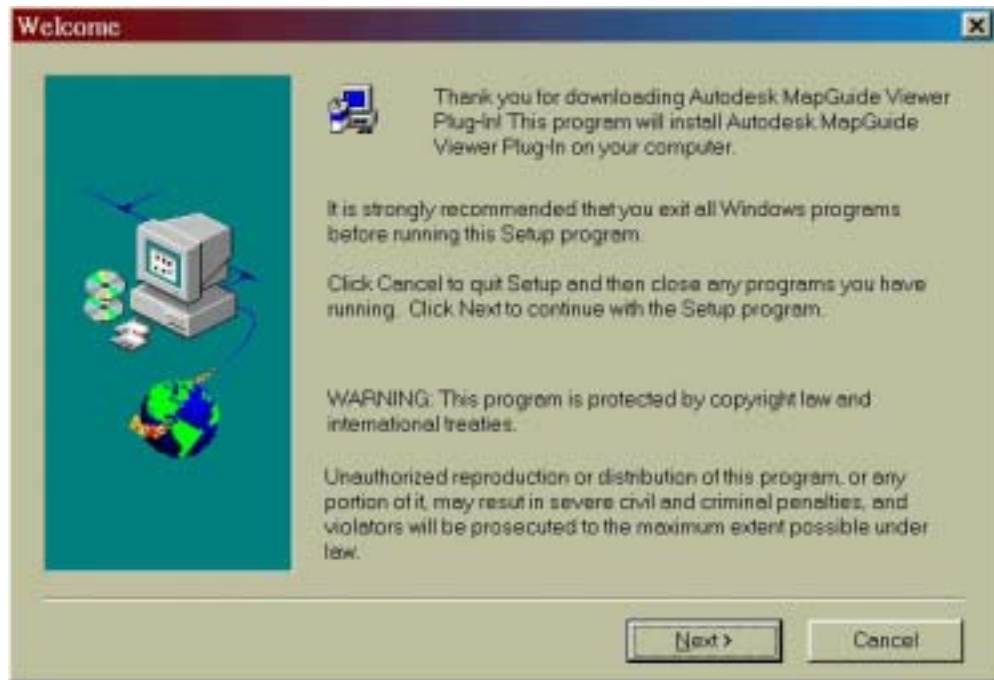 Welcome
Thank you for downloading Autodesk MapGuide Viewer
Plug-In! This program will install Autodesk MapGuide
Viewer Plug-In on your computer.
It is strongly recommended that you exit all Windows programs
before running this Setup program.
Click Cancel to quit Setup and then close any programs you have
running. Click Next to continue with the Setup program.
WARNING: This program is protected by copyright law and
international treaties.
Unauthorized reproduction or distribution of this program, or any
portion of it, may resut in severe civil and criminal penalties, and
violators will be prosecuted to the maximum extent possible under
law.
Next >
Cancel